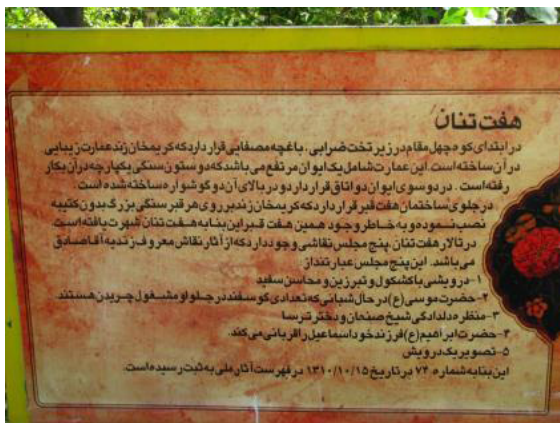 هفت تنان
در ابتدای کوه چهل مقام در زیر تخت ضرابی، باغچه مصفایی قرار دارد که کریمخان زند عمارت زیبایی
در آن ساخته است. این عمارت شامل یک ایوان مرتفع می باشد که دو ستون سنگی یکپارچه در آن بکار
رفته است. در دو سوی ایوان دو اتاق قرار دارد و در بالای آن دو گوشواره ساخته شده است.
در جلوی ساختمان هفت قبر قرار دارد که کریمخان زند بر روی هر قبر سنگی بزرگ بدون کتیبه
نصب نموده و به خاطر وجود همین هفت قبر این بنا به هفت تنان شهرت یافته است.
در تالار هفت تنان، پنج مجلس نقاشی وجود دارد که از آثار نقاش معروف زندیه آقا صادق
می باشد. این پنج مجلس عبارتند از:
۱- درویشی با کشکول و تبرزین و محاسن سفید
۲- حضرت موسی (ع) در حال شبانی که تعدادی گوسفند در جلو او مشغول چریدن هستند.
۳- منظره دلدادگی شیخ صنعان و دختر ترسا
۴- حضرت ابراهیم (ع) فرزند خود اسماعیل را قربانی می کند.
۵- تصویر یک درویش
این بنا به شماره ۷۴ بر تاریخ ۱۳۱۰/۱۰/۱۵ در فهرست آثار ملی به ثبت رسیده است.